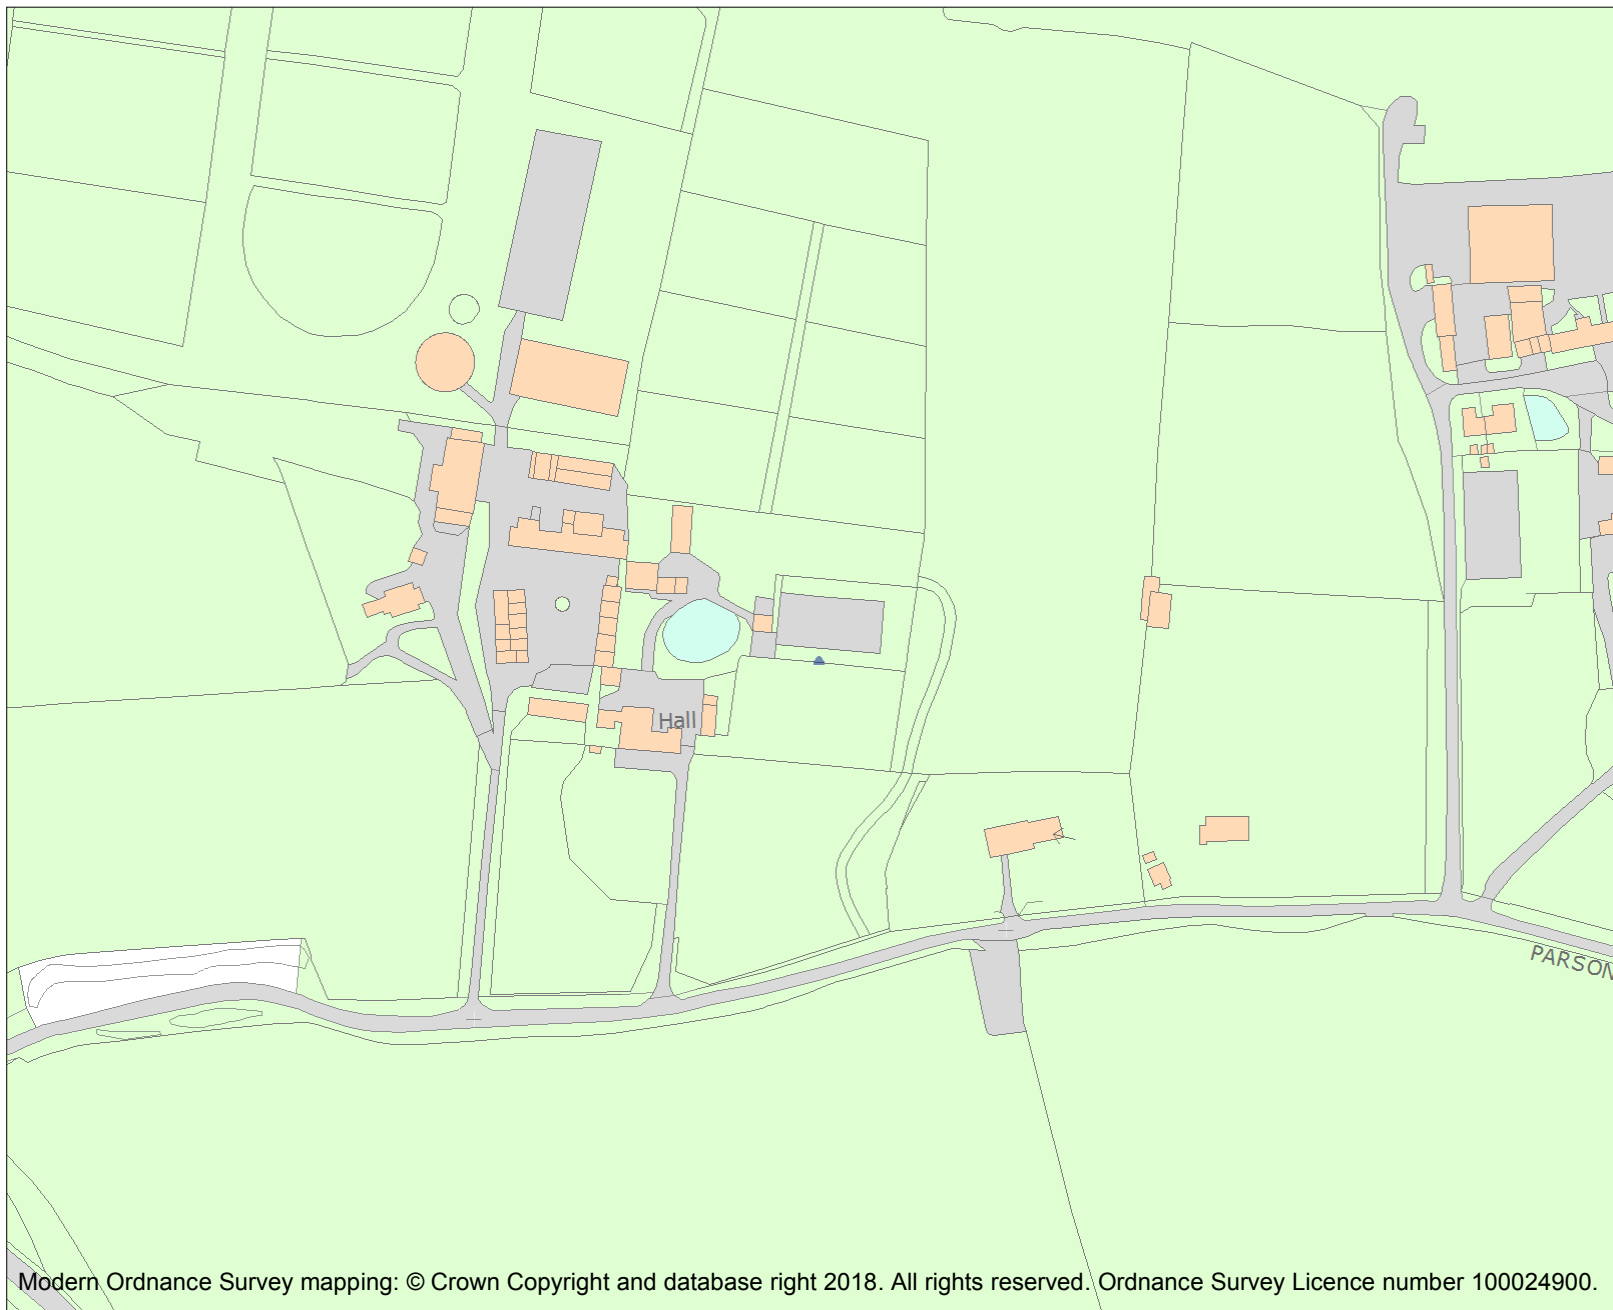 Hall
PARSON
Modern Ordnance Survey mapping: © Crown Copyright and database right 2018. All rights reserved. Ordnance Survey Licence number 100024900.